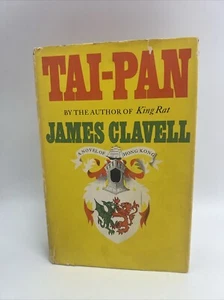 TAI-PAN
BY THE AUTHOR OF King Rat
JAMES CLAVELL
A NOVEL OF HONG KONG